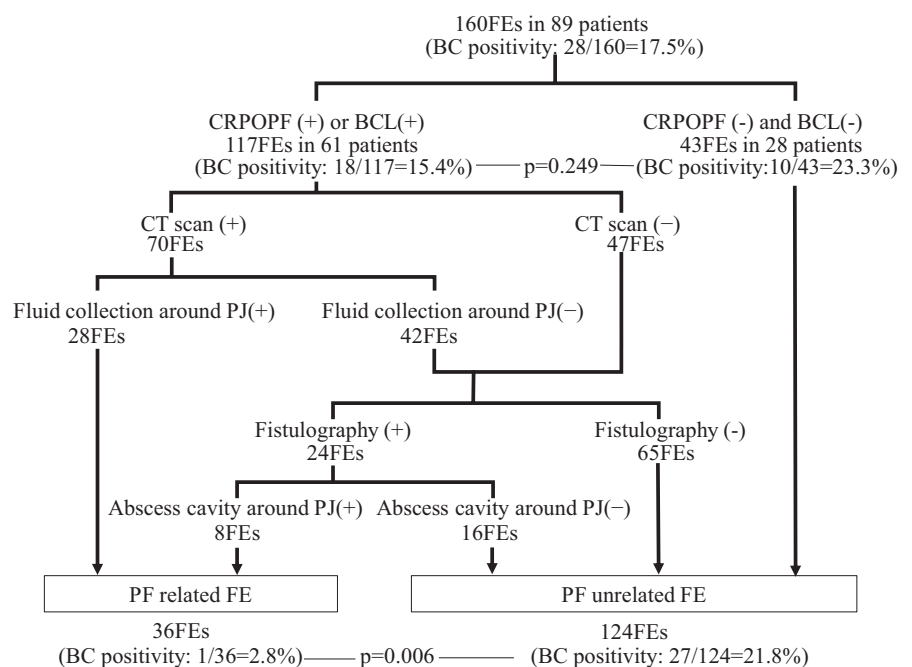 160FEs in 89 patients
(BC positivity: 28/160=17.5%)
CRPOPF (+) or BCL(+)
117FEs in 61 patients
(BC positivity: 18/117=15.4%)
p=0.249
CRPOPF (-) and BCL(-)
43FEs in 28 patients
(BC positivity:10/43=23.3%)
CT scan (+)
70FEs
CT scan (−)
47FEs
Fluid collection around PJ(+)
28FEs
Fluid collection around PJ(−)
42FEs
Fistulography (+)
24FEs
Fistulography (-)
65FEs
Abscess cavity around PJ(+)
8FEs
Abscess cavity around PJ(−)
16FEs
PF related FE
PF unrelated FE
36FEs
(BC positivity: 1/36=2.8%)
p=0.006
124FEs
(BC positivity: 27/124=21.8%)